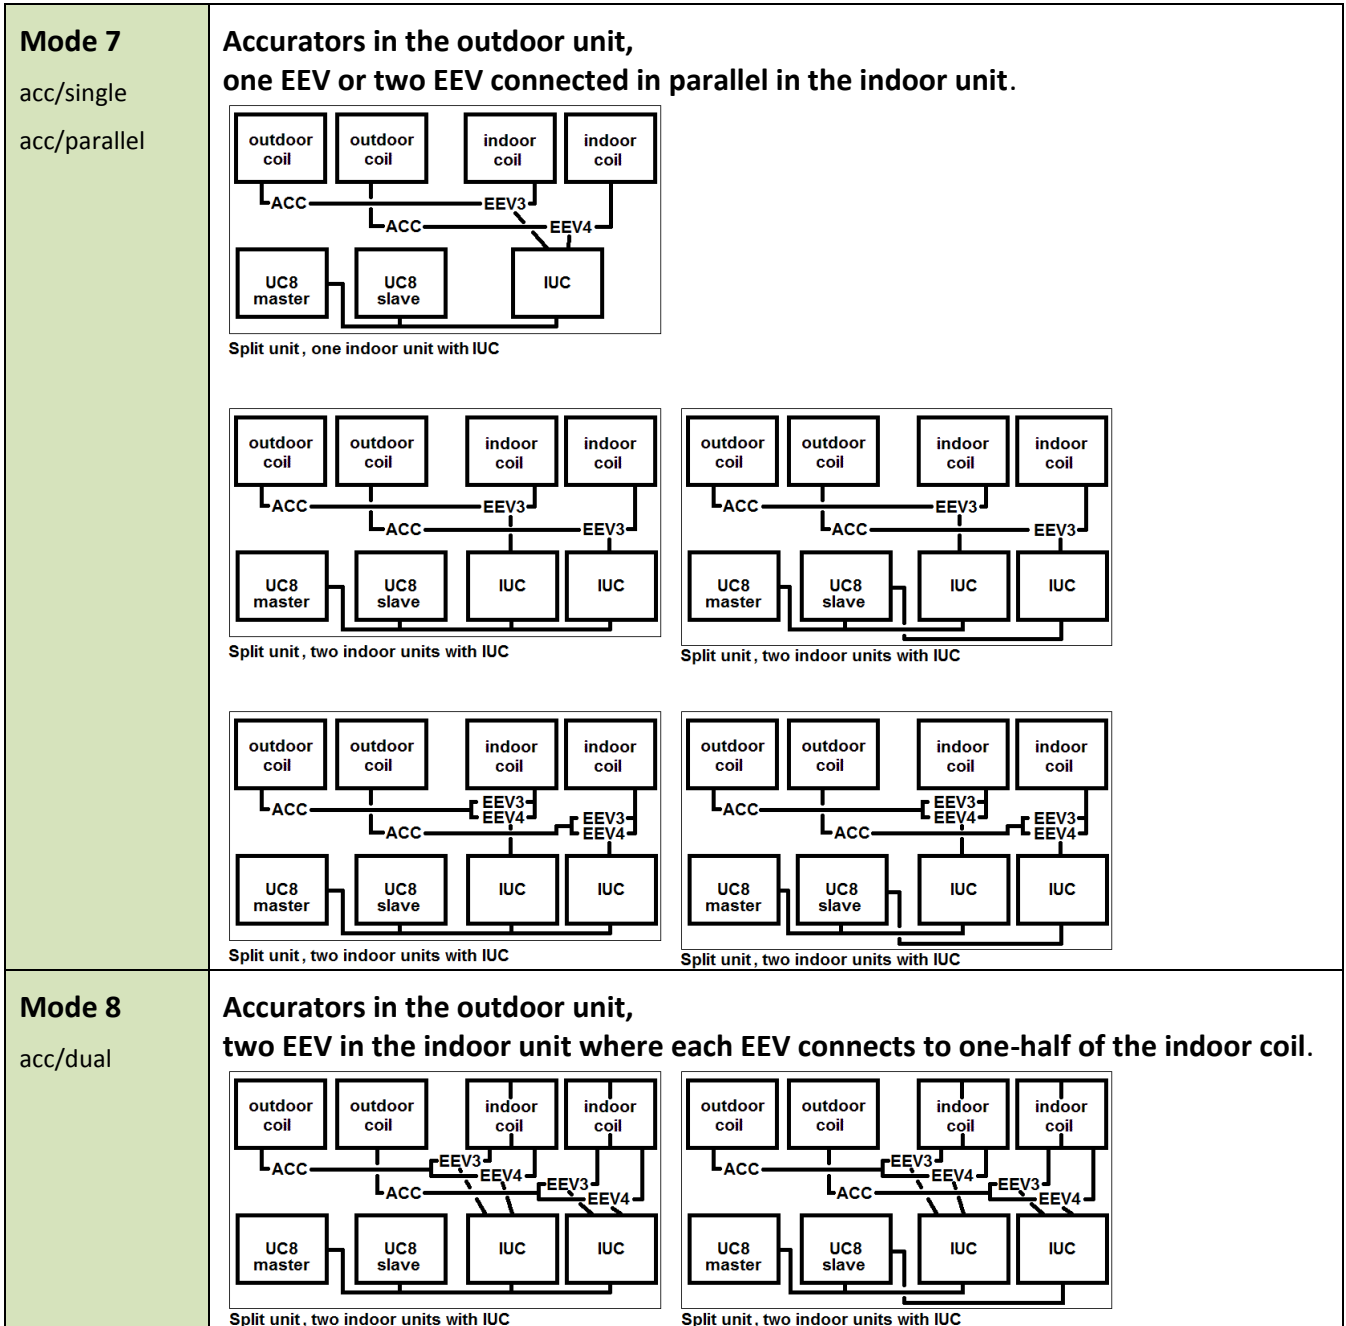 Mode 7
acc/single
acc/parallel
Accurators in the outdoor unit,
one EEV or two EEV connected in parallel in the indoor unit.
outdoor coil
outdoor coil
indoor coil
indoor coil
ACC
EEV3
ACC
EEV4
UC8 master
UC8 slave
IUC
Split unit, one indoor unit with IUC
outdoor coil
outdoor coil
indoor coil
indoor coil
ACC
EEV3
ACC
EEV3
UC8 master
UC8 slave
IUC
IUC
Split unit, two indoor units with IUC
outdoor coil
outdoor coil
indoor coil
indoor coil
ACC
EEV3
ACC
EEV3
UC8 master
UC8 slave
IUC
IUC
Split unit, two indoor units with IUC
outdoor coil
outdoor coil
indoor coil
indoor coil
ACC
EEV3
EEV4
ACC
EEV3
EEV4
UC8 master
UC8 slave
IUC
IUC
Split unit, two indoor units with IUC
outdoor coil
outdoor coil
indoor coil
indoor coil
ACC
EEV3
EEV4
ACC
EEV3
EEV4
UC8 master
UC8 slave
IUC
IUC
Split unit, two indoor units with IUC
Mode 8
acc/dual
Accurators in the outdoor unit,
two EEV in the indoor unit where each EEV connects to one-half of the indoor coil.
outdoor coil
outdoor coil
indoor coil
indoor coil
ACC
EEV3
EEV4
ACC
EEV3
EEV4
UC8 master
UC8 slave
IUC
IUC
Split unit, two indoor units with IUC
outdoor coil
outdoor coil
indoor coil
indoor coil
ACC
EEV3
EEV4
ACC
EEV3
EEV4
UC8 master
UC8 slave
IUC
IUC
Split unit, two indoor units with IUC